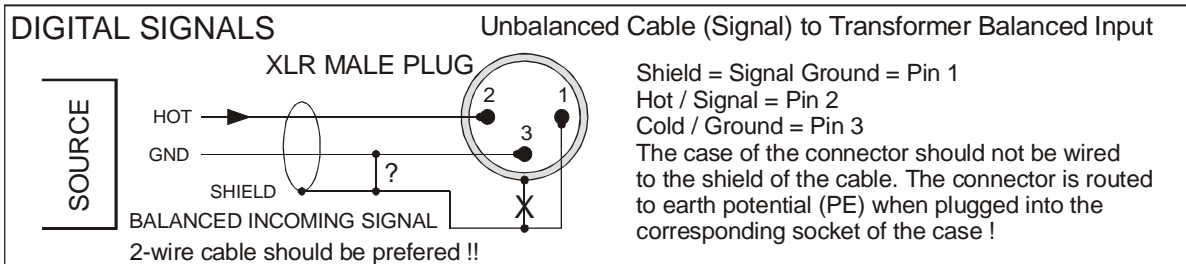 DIGITAL SIGNALS
Unbalanced Cable (Signal) to Transformer Balanced Input
XLR MALE PLUG
SOURCE
HOT
GND
SHIELD
2
1
3
?
X
BALANCED INCOMING SIGNAL
2-wire cable should be prefered !!
Shield = Signal Ground = Pin 1
Hot / Signal = Pin 2
Cold / Ground = Pin 3
The case of the connector should not be wired
to the shield of the cable. The connector is routed
to earth potential (PE) when plugged into the
corresponding socket of the case !